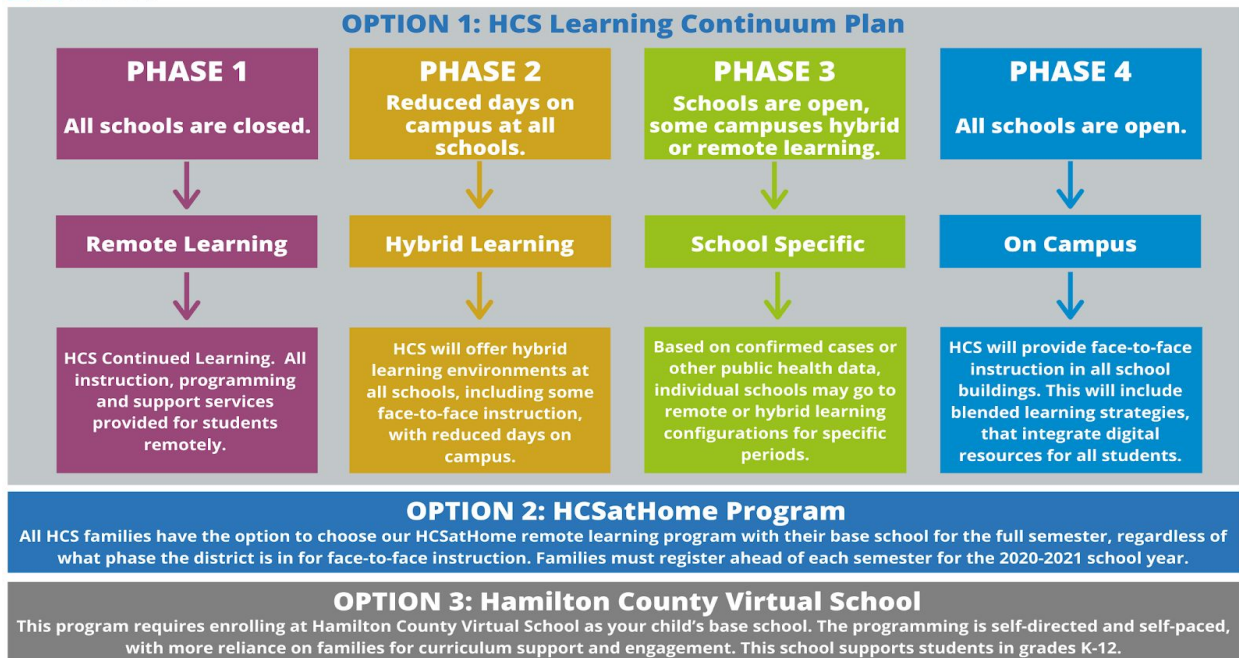 OPTION 1: HCS Learning Continuum Plan
PHASE 1
All schools are closed.
Remote Learning
HCS Continued Learning. All
instruction, programming
and support services
provided for students
remotely.
PHASE 2
Reduced days on
campus at all
schools.
Hybrid Learning
HCS will offer hybrid
learning environments at
all schools, including some
face-to-face instruction,
with reduced days on
campus.
PHASE 3
Schools are open,
some campuses hybrid
or remote learning.
School Specific
Based on confirmed cases or
other public health data,
individual schools may go to
remote or hybrid learning
configurations for specific
periods.
PHASE 4
All schools are open.
On Campus
HCS will provide face-to-face
instruction in all school
buildings. This will include
blended learning strategies,
that integrate digital
resources for all students.
OPTION 2: HCSatHome Program
All HCS families have the option to choose our HCSatHome remote learning program with their base school for the full semester, regardless of
what phase the district is in for face-to-face instruction. Families must register ahead of each semester for the 2020-2021 school year.
OPTION 3: Hamilton County Virtual School
This program requires enrolling at Hamilton County Virtual School as your child's base school. The programming is self-directed and self-paced,
with more reliance on families for curriculum support and engagement. This school supports students in grades K-12.